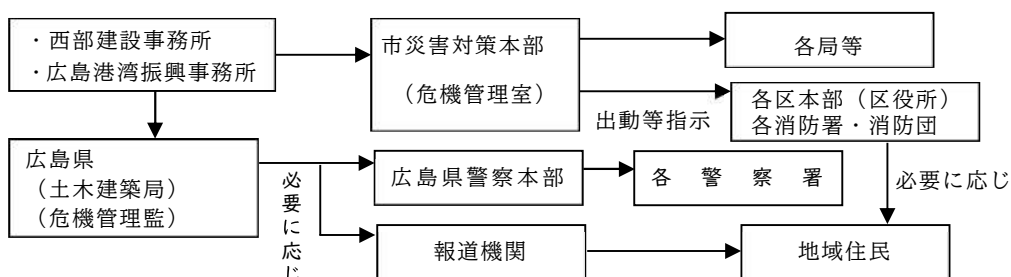 ・西部建設事務所
・広島港湾振興事務所
市災害対策本部
（危機管理室）
各局等
出動等指示
各区本部（区役所）
各消防署・消防団
広島県
（土木建築局）
（危機管理監）
必要に応じ
広島県警察本部
各警察署
必要に応じ
報道機関
地域住民